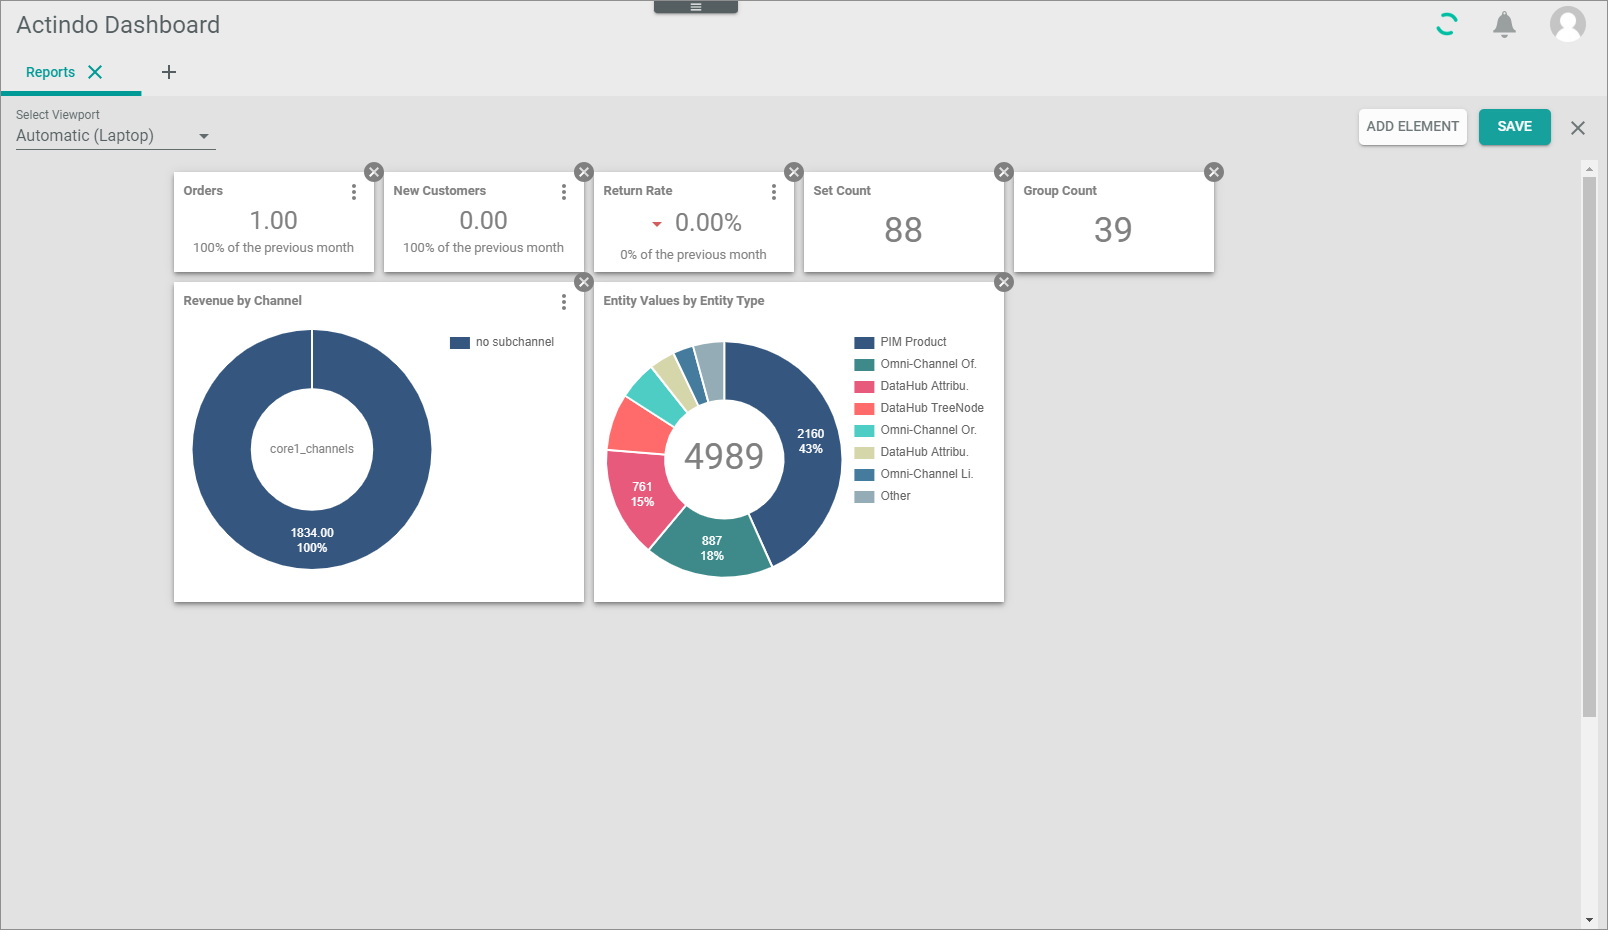 Actindo Dashboard
Reports
Select Viewport
Automatic (Laptop)
ADD ELEMENT
SAVE
Orders
1.00
100% of the previous month
New Customers
0.00
100% of the previous month
Return Rate
0.00%
0% of the previous month
Set Count
88
Group Count
39
Revenue by Channel
no subchannel
core1_channels
1834.00
100%
Entity Values by Entity Type
PIM Product
Omni-Channel Of.
DataHub Attribu.
DataHub TreeNode
Omni-Channel Or.
DataHub Attribu.
Omni-Channel Li.
Other
2160
43%
4989
761
15%
887
18%